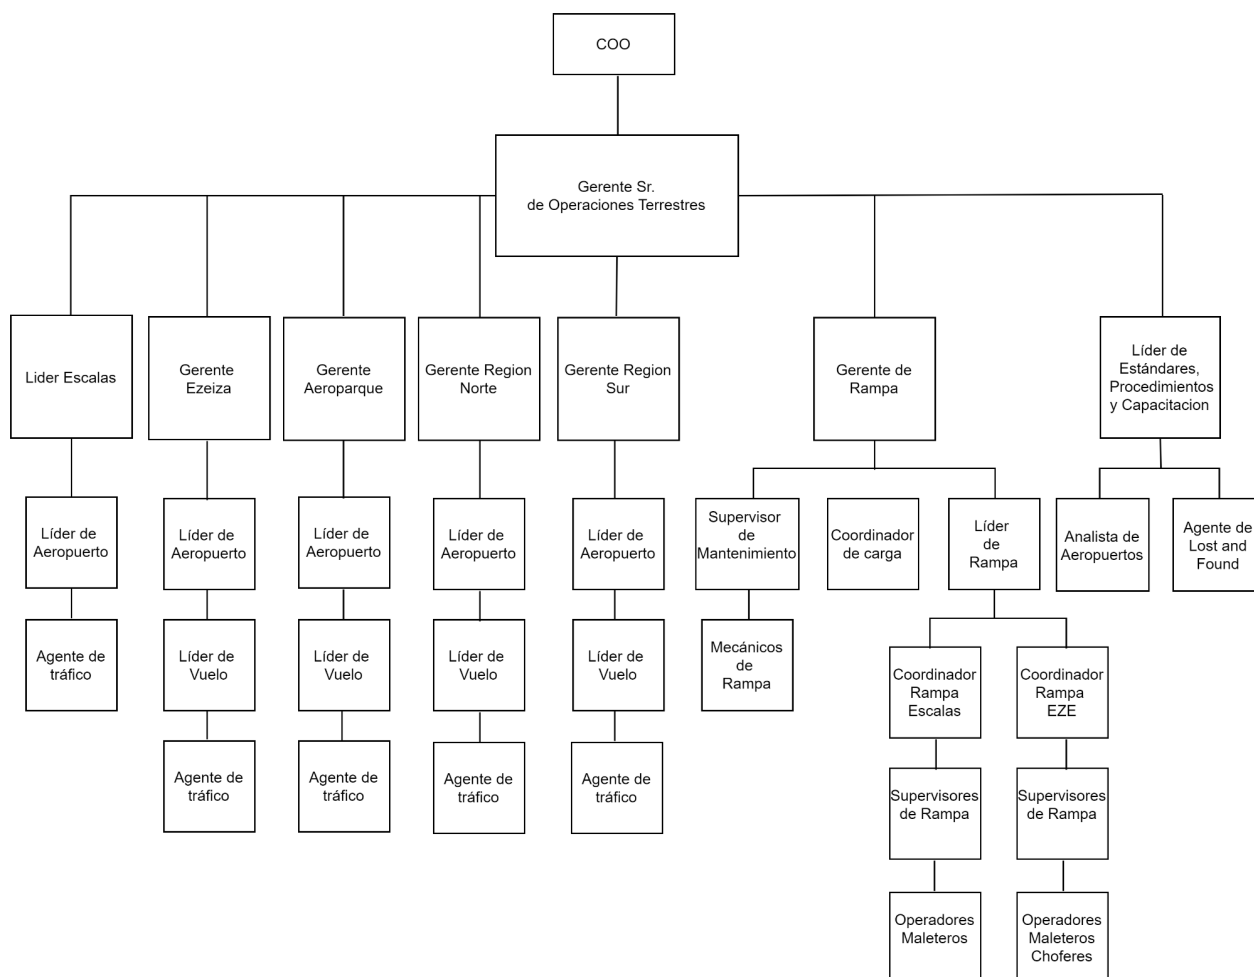 COO
Gerente Sr.
de Operaciones Terrestres
Lider Escalas
Gerente
Ezeiza
Gerente
Aeroparque
Gerente Region
Norte
Gerente Region
Sur
Gerente de
Rampa
Líder de
Estándares,
Procedimientos
y Capacitacion
Líder de
Aeropuerto
Líder de
Aeropuerto
Líder de
Aeropuerto
Líder de
Aeropuerto
Líder de
Aeropuerto
Supervisor
de
Mantenimiento
Coordinador
de carga
Líder
de
Rampa
Analista de
Aeropuertos
Agente de
Lost and
Found
Agente de
tráfico
Líder de
Vuelo
Líder de
Vuelo
Líder de
Vuelo
Líder de
Vuelo
Mecánicos
de
Rampa
Coordinador
Rampa
Escalas
Coordinador
Rampa
EZE
Agente de
tráfico
Agente de
tráfico
Agente de
tráfico
Agente de
tráfico
Supervisores
de Rampa
Supervisores
de Rampa
Operadores
Maleteros
Operadores
Maleteros
Choferes